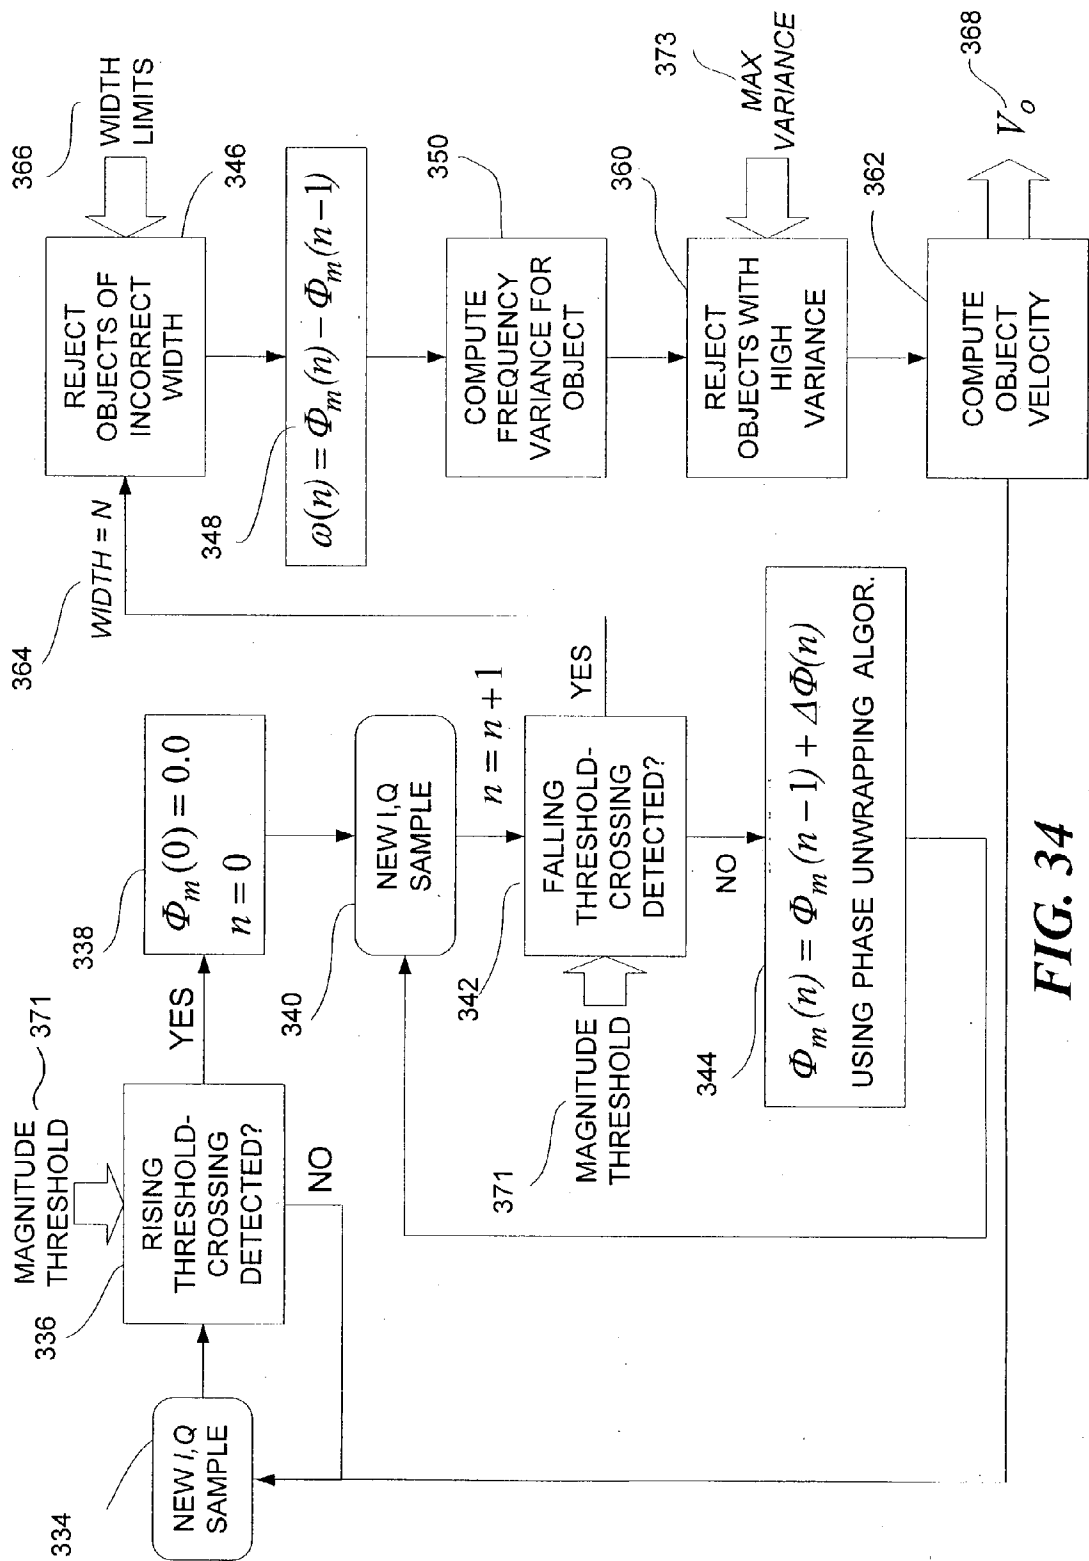 MAGNITUDE
THRESHOLD
371
336
RISING
THRESHOLD-
CROSSING
DETECTED?
YES
NO
334
NEW I,Q
SAMPLE
338
Φm(0) = 0.0
n = 0
340
NEW I,Q
SAMPLE
n = n + 1
342
FALLING
THRESHOLD-
CROSSING
DETECTED?
371
MAGNITUDE
THRESHOLD
YES
NO
344
Φm(n) = Φm(n−1) + ΔΦ(n)
USING PHASE UNWRAPPING ALGOR.
364
WIDTH = N
366
WIDTH
LIMITS
346
REJECT
OBJECTS OF
INCORRECT
WIDTH
348
ω(n) = Φm(n) − Φm(n−1)
350
COMPUTE
FREQUENCY
VARIANCE FOR
OBJECT
360
REJECT
OBJECTS WITH
HIGH
VARIANCE
373
MAX
VARIANCE
362
COMPUTE
OBJECT
VELOCITY
Vo
368
FIG. 34